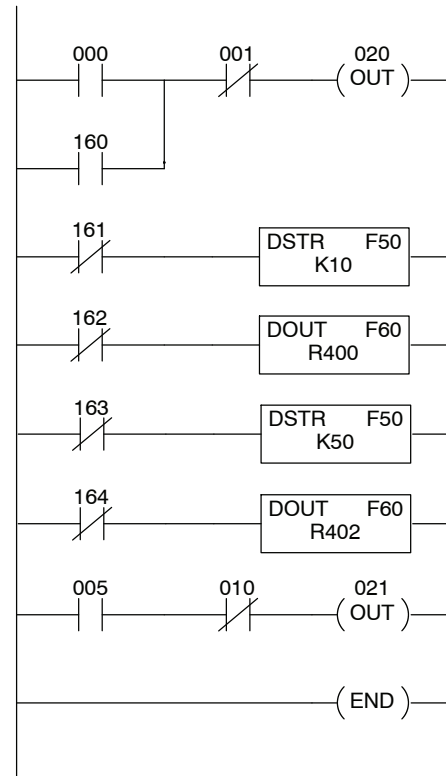 000 001 020
OUT
160
161
DSTR F50
K10
162
DOUT F60
R400
163
DSTR F50
K50
164
DOUT F60
R402
005 010 021
OUT
END